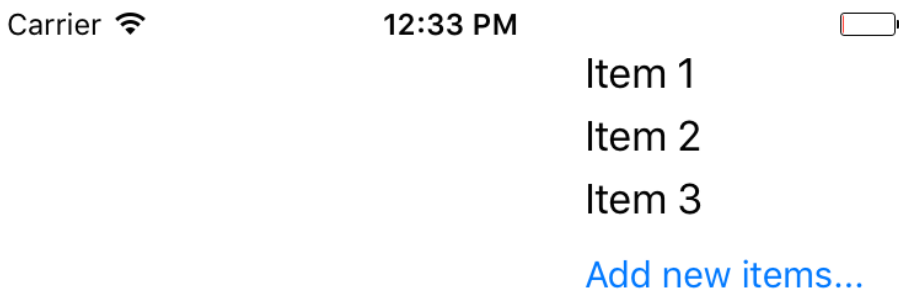 Carrier 12:33 PM
Item 1
Item 2
Item 3
Add new items...